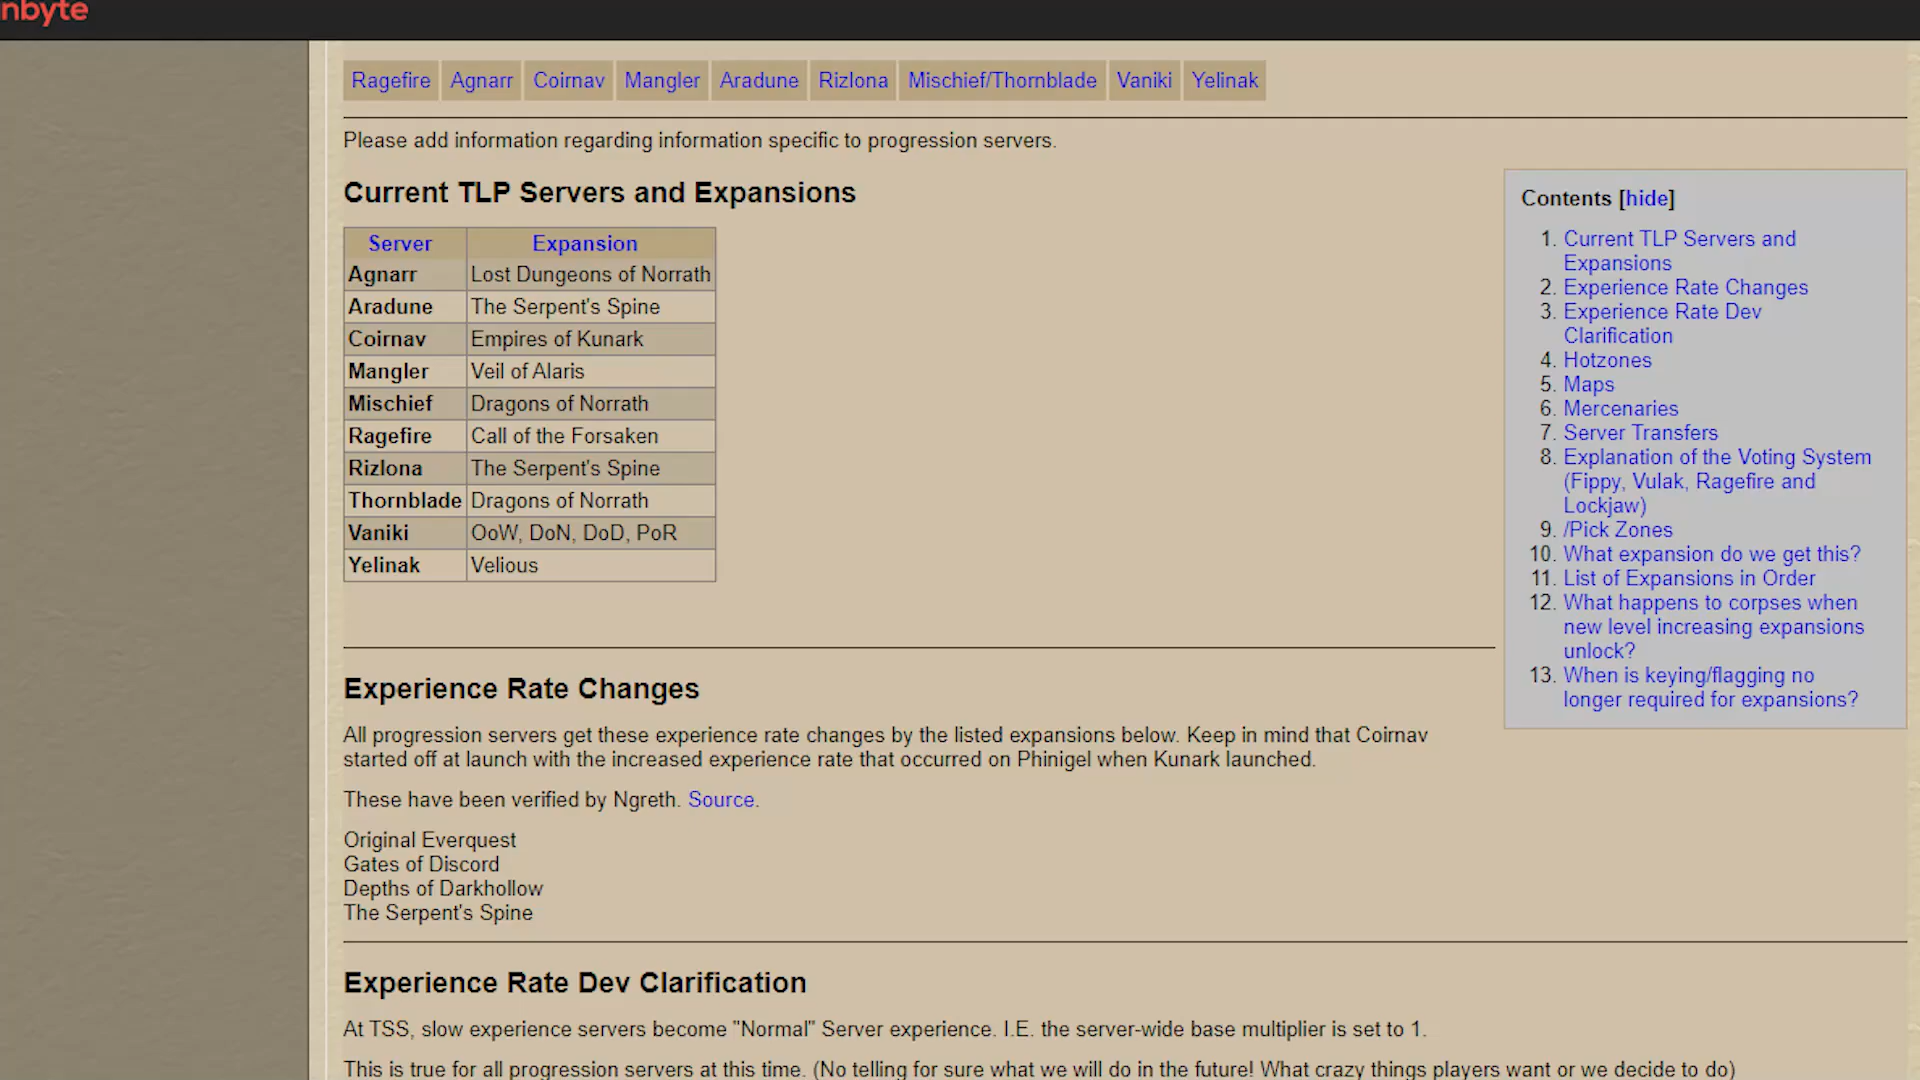 nbyte
Ragefire Agnarr Coirnav Mangler Aradune Rizlona Mischief/Thornblade Vaniki Yelinak
Please add information regarding information specific to progression servers.
Current TLP Servers and Expansions
Server Expansion
Agnarr Lost Dungeons of Norrath
Aradune The Serpent's Spine
Coirnav Empires of Kunark
Mangler Veil of Alaris
Mischief Dragons of Norrath
Ragefire Call of the Forsaken
Rizlona The Serpent's Spine
Thornblade Dragons of Norrath
Vaniki OoW, DoN, DoD, PoR
Yelinak Velious
Contents [hide]
1. Current TLP Servers and
Expansions
2. Experience Rate Changes
3. Experience Rate Dev
Clarification
4. Hotzones
5. Maps
6. Mercenaries
7. Server Transfers
8. Explanation of the Voting System
(Fippy, Vulak, Ragefire and
Lockjaw)
9. /Pick Zones
10. What expansion do we get this?
11. List of Expansions in Order
12. What happens to corpses when
new level increasing expansions
unlock?
13. When is keying/flagging no
longer required for expansions?
Experience Rate Changes
All progression servers get these experience rate changes by the listed expansions below. Keep in mind that Coirnav
started off at launch with the increased experience rate that occurred on Phinigel when Kunark launched.
These have been verified by Ngreth. Source.
Original Everquest
Gates of Discord
Depths of Darkhollow
The Serpent's Spine
Experience Rate Dev Clarification
At TSS, slow experience servers become "Normal" Server experience. I.E. the server-wide base multiplier is set to 1.
This is true for all progression servers at this time. (No telling for sure what we will do in the future! What crazy things players want or we decide to do)